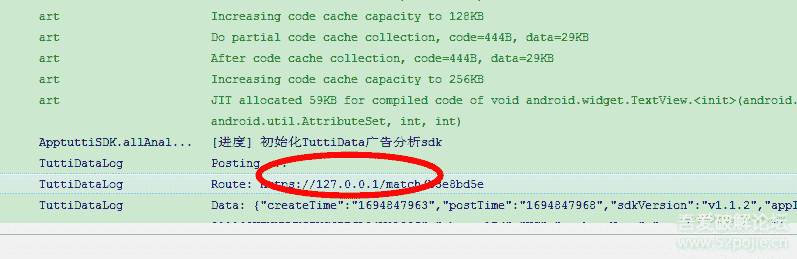 art Increasing code cache capacity to 128KB
art Do partial code cache collection, code=444B, data=29KB
art After code cache collection, code=444B, data=29KB
art Increasing code cache capacity to 256KB
art JIT allocated 59KB for compiled code of void android.widget.TextView.<init>(android.
android.util.AttributeSet, int, int)
ApptuttiSDK.allAnal... [进度] 初始化TuttiData广告分析sdk
TuttiDataLog Posting
TuttiDataLog Route: https://127.0.0.1/match/
TuttiDataLog Data: {"createTime":"1694847963","postTime":"1694847968","sdkVersion":"v1.1.2","appI
吾爱破解论坛
www.52pojie.cn